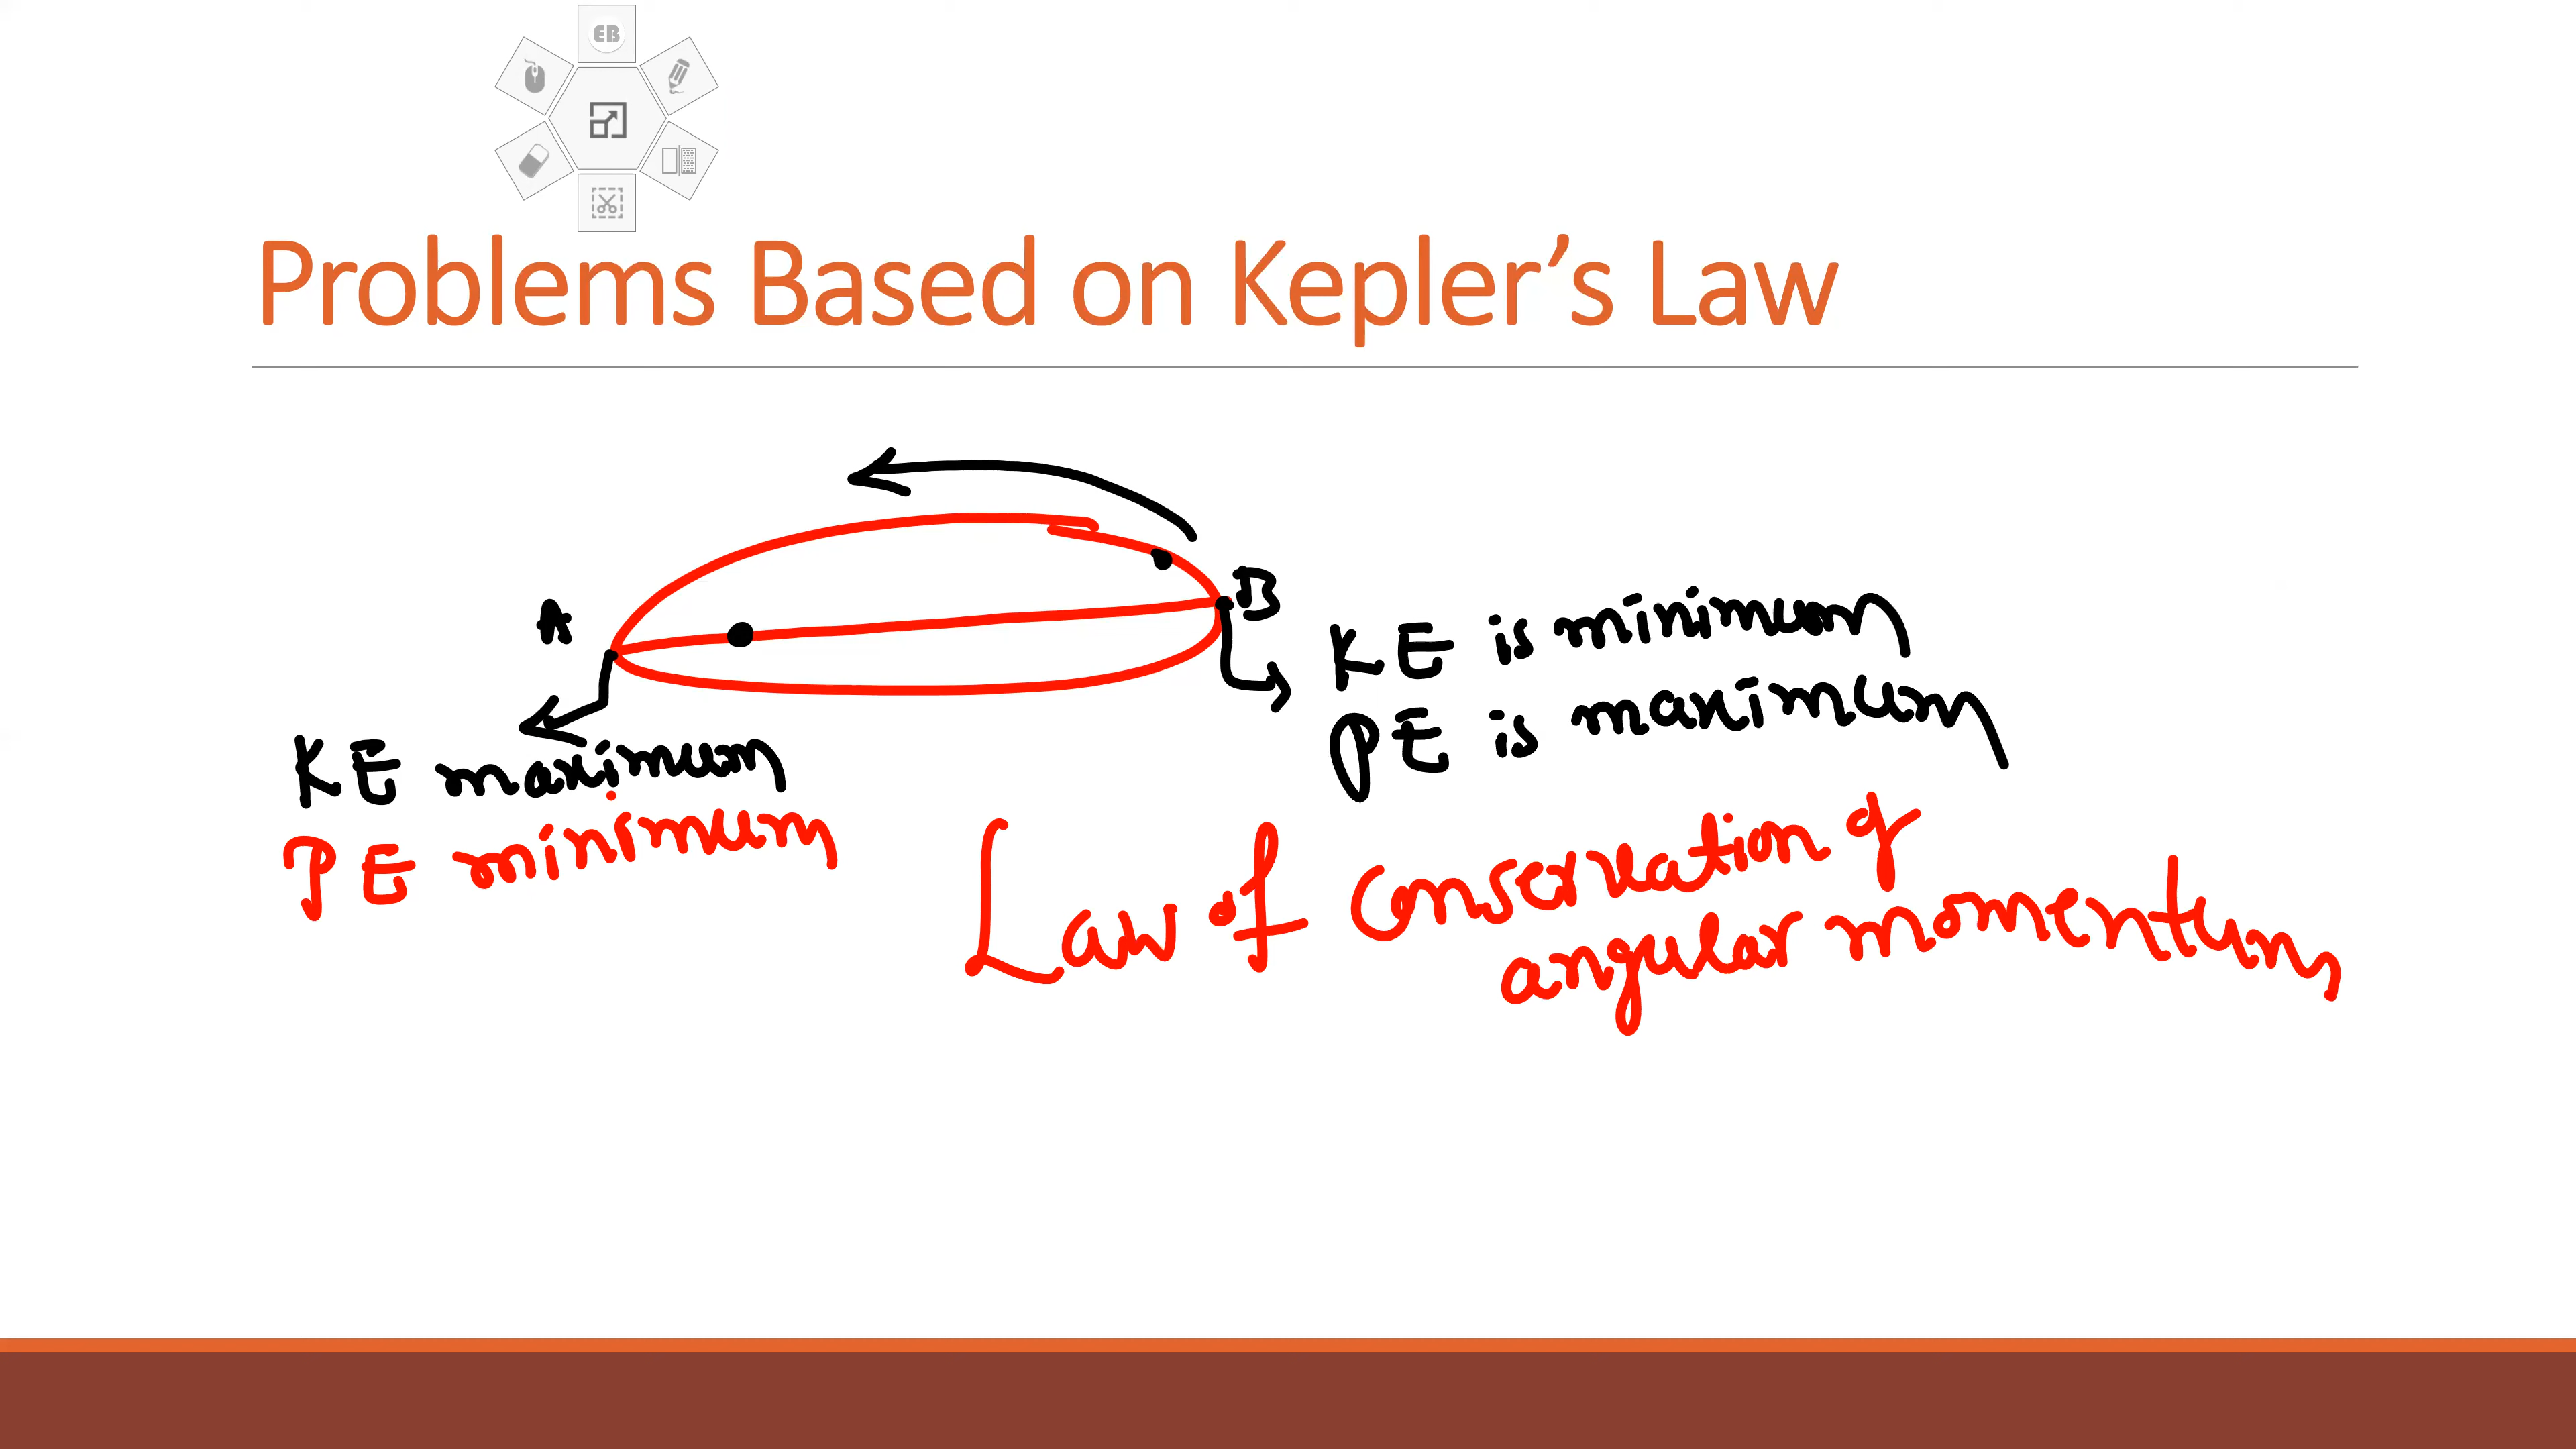 EB
Problems Based on Kepler’s Law
A
B
KE is minimum
PE is maximum
KE maximum
PE minimum
Law of conservation of
angular momentum